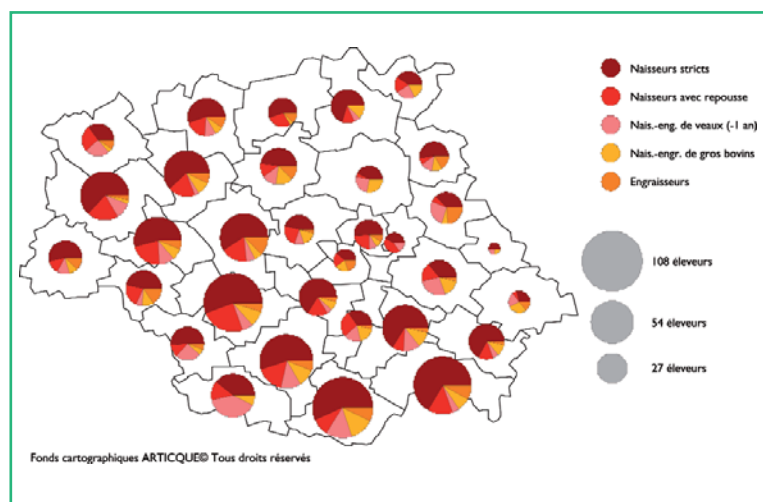 Naisseurs stricts
Naisseurs avec repousse
Nais.-eng. de veaux (-1 an)
Nais.-engr. de gros bovins
Engraisseurs
108 éleveurs
54 éleveurs
27 éleveurs
Fonds cartographiques ARTICQUE© Tous droits réservés